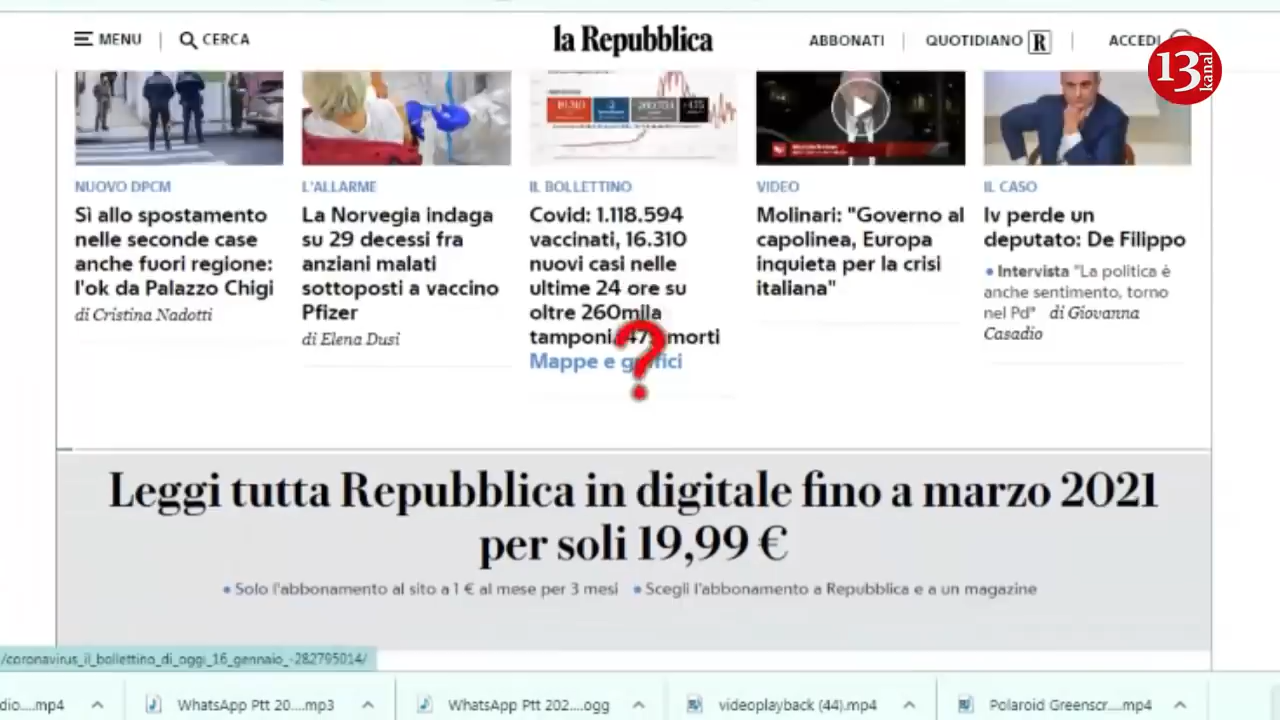 MENU
CERCA
la Repubblica
ABBONATI
QUOTIDIANO R
ACCEDI
13 kanal
NUOVO DPCM
Sì allo spostamento
nelle seconde case
anche fuori regione:
l'ok da Palazzo Chigi
di Cristina Nadotti
L'ALLARME
La Norvegia indaga
su 29 decessi fra
anziani malati
sottoposti a vaccino
Pfizer
di Elena Dusi
IL BOLLETTINO
Covid: 1.118.594
vaccinati, 16.310
nuovi casi nelle
ultime 24 ore su
oltre 260mila
tamponi, morti
Mappe e
?
VIDEO
Molinari: "Governo al
capolinea, Europa
inquieta per la crisi
italiana"
IL CASO
Iv perde un
deputato: De Filippo
• Intervista "La politica è
anche sentimento, torno
nel Pd" di Giovanna
Casadio
Leggi tutta Repubblica in digitale fino a marzo 2021
per soli 19,99 €
• Solo l'abbonamento al sito a 1 € al mese per 3 mesi • Scegli l'abbonamento a Repubblica e a un magazine
/coronavirus_il_bollettino_di_oggi_16_gennaio_-282795014/
dio....mp4
WhatsApp Ptt 20....mp3
WhatsApp Ptt 202....ogg
videoplayback (44).mp4
Polaroid Greenscr....mp4